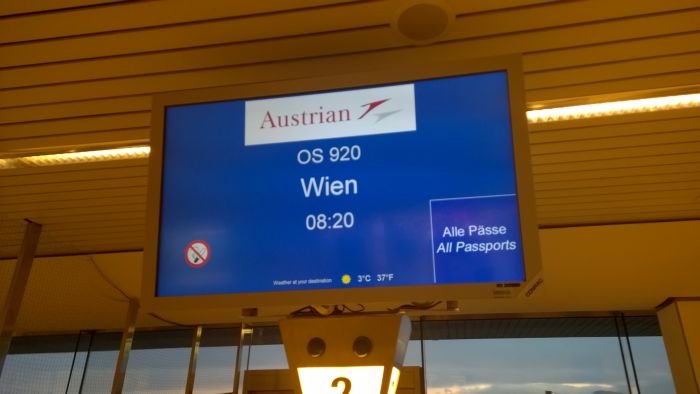 Austrian
OS 920
Wien
08:20
Alle Pässe
All Passports
Weather at your destination 3°C 37°F
2